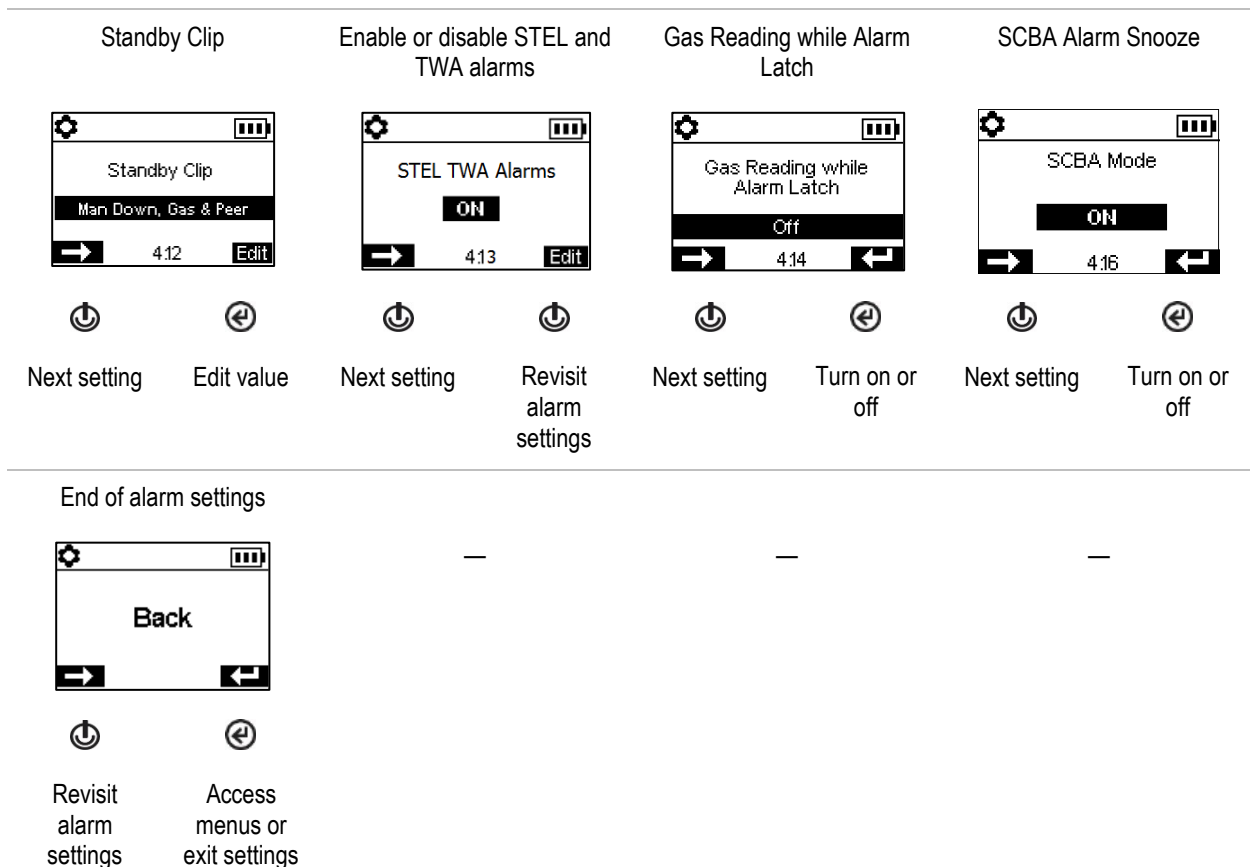 Standby Clip
Enable or disable STEL and
TWA alarms
Gas Reading while Alarm
Latch
SCBA Alarm Snooze
Standby Clip
Man Down, Gas & Peer
4.12 Edit
STEL TWA Alarms
ON
4.13 Edit
Gas Reading while
Alarm Latch
Off
4.14
SCBA Mode
ON
4.16
Next setting
Edit value
Next setting
Revisit
alarm
settings
Next setting
Turn on or
off
Next setting
Turn on or
off
End of alarm settings
—
—
—
Back
Revisit
alarm
settings
Access
menus or
exit settings